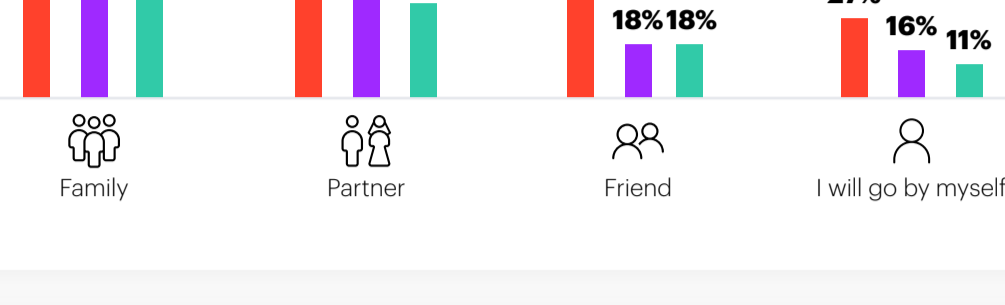 18% 18%
16%
11%
Family
Partner
Friend
I will go by myself